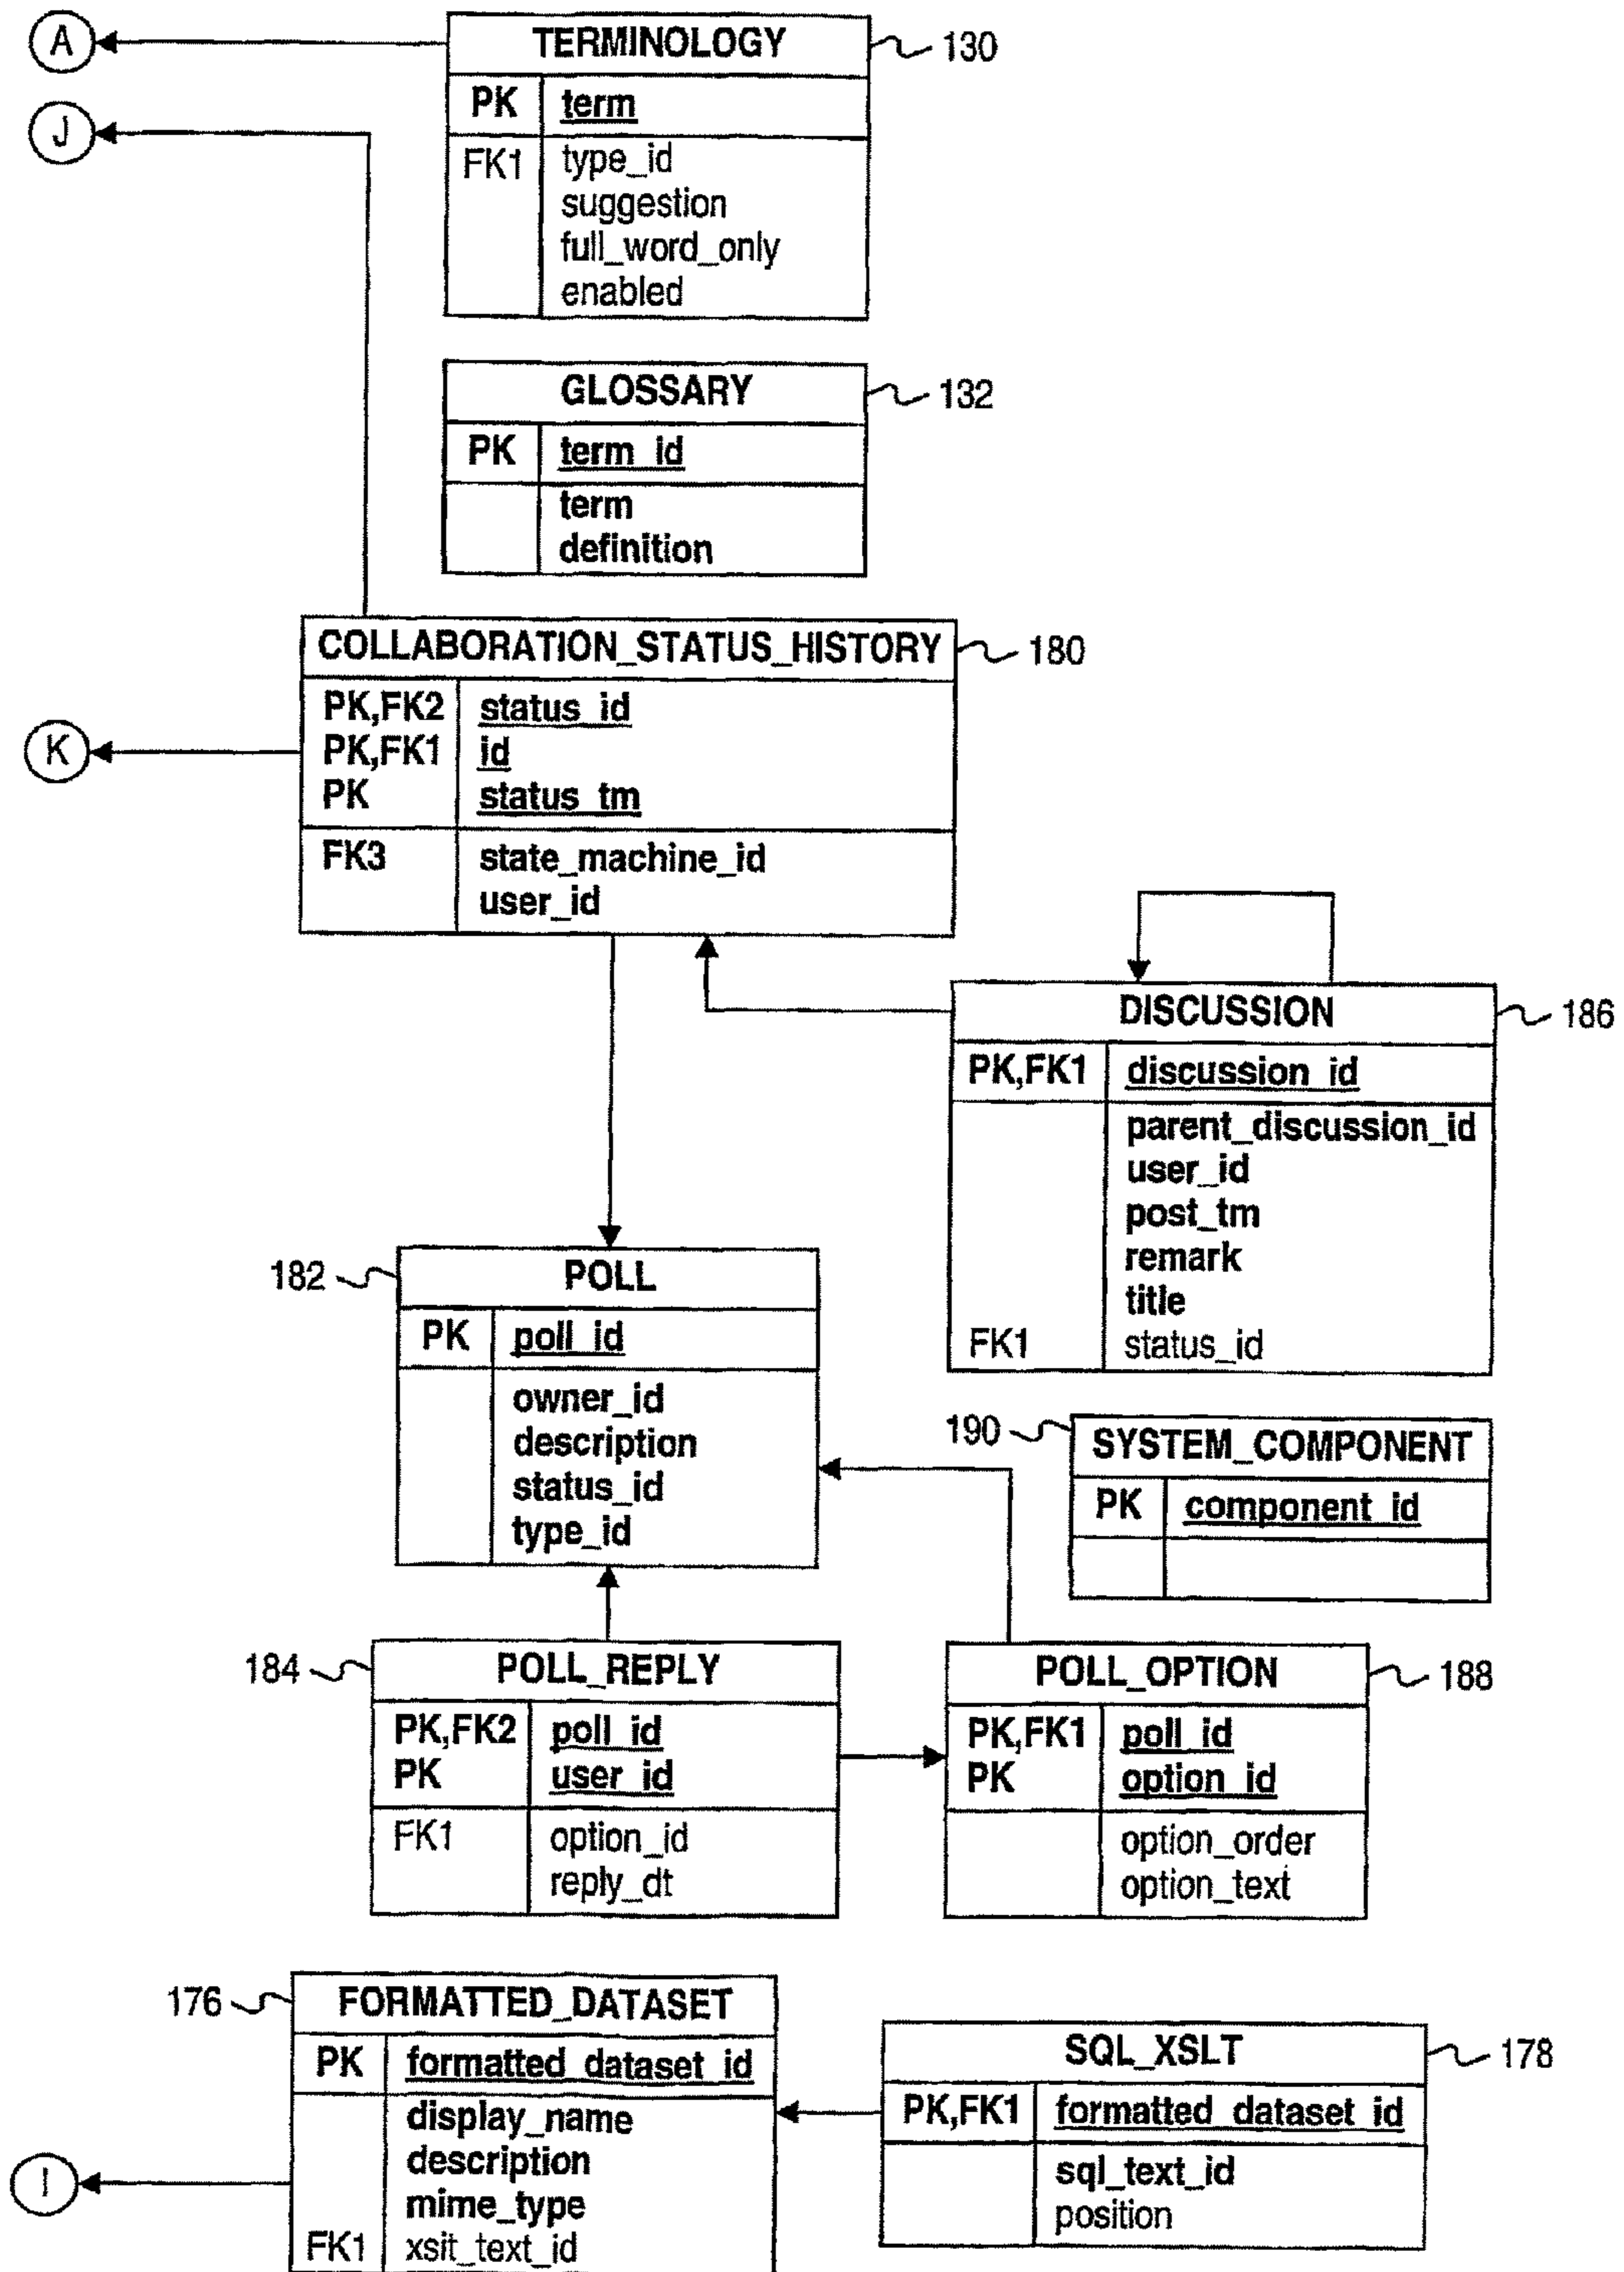 A
TERMINOLOGY
130
PK term
J
FK1 type_id
suggestion
full_word_only
enabled
GLOSSARY
132
PK term_id
term
definition
COLLABORATION_STATUS_HISTORY
180
PK,FK2 status_id
K
PK,FK1 id
PK status_tm
FK3 state_machine_id
user_id
DISCUSSION
186
PK,FK1 discussion_id
parent_discussion_id
user_id
post_tm
remark
title
FK1 status_id
182
POLL
PK poll_id
owner_id
description
status_id
type_id
190
SYSTEM_COMPONENT
PK component_id
184
POLL_REPLY
PK,FK2 poll_id
PK user_id
FK1 option_id
reply_dt
POLL_OPTION
188
PK,FK1 poll_id
PK option_id
option_order
option_text
176
FORMATTED_DATASET
PK formatted_dataset_id
display_name
description
mime_type
FK1 xsit_text_id
I
SQL_XSLT
178
PK,FK1 formatted_dataset_id
sql_text_id
position